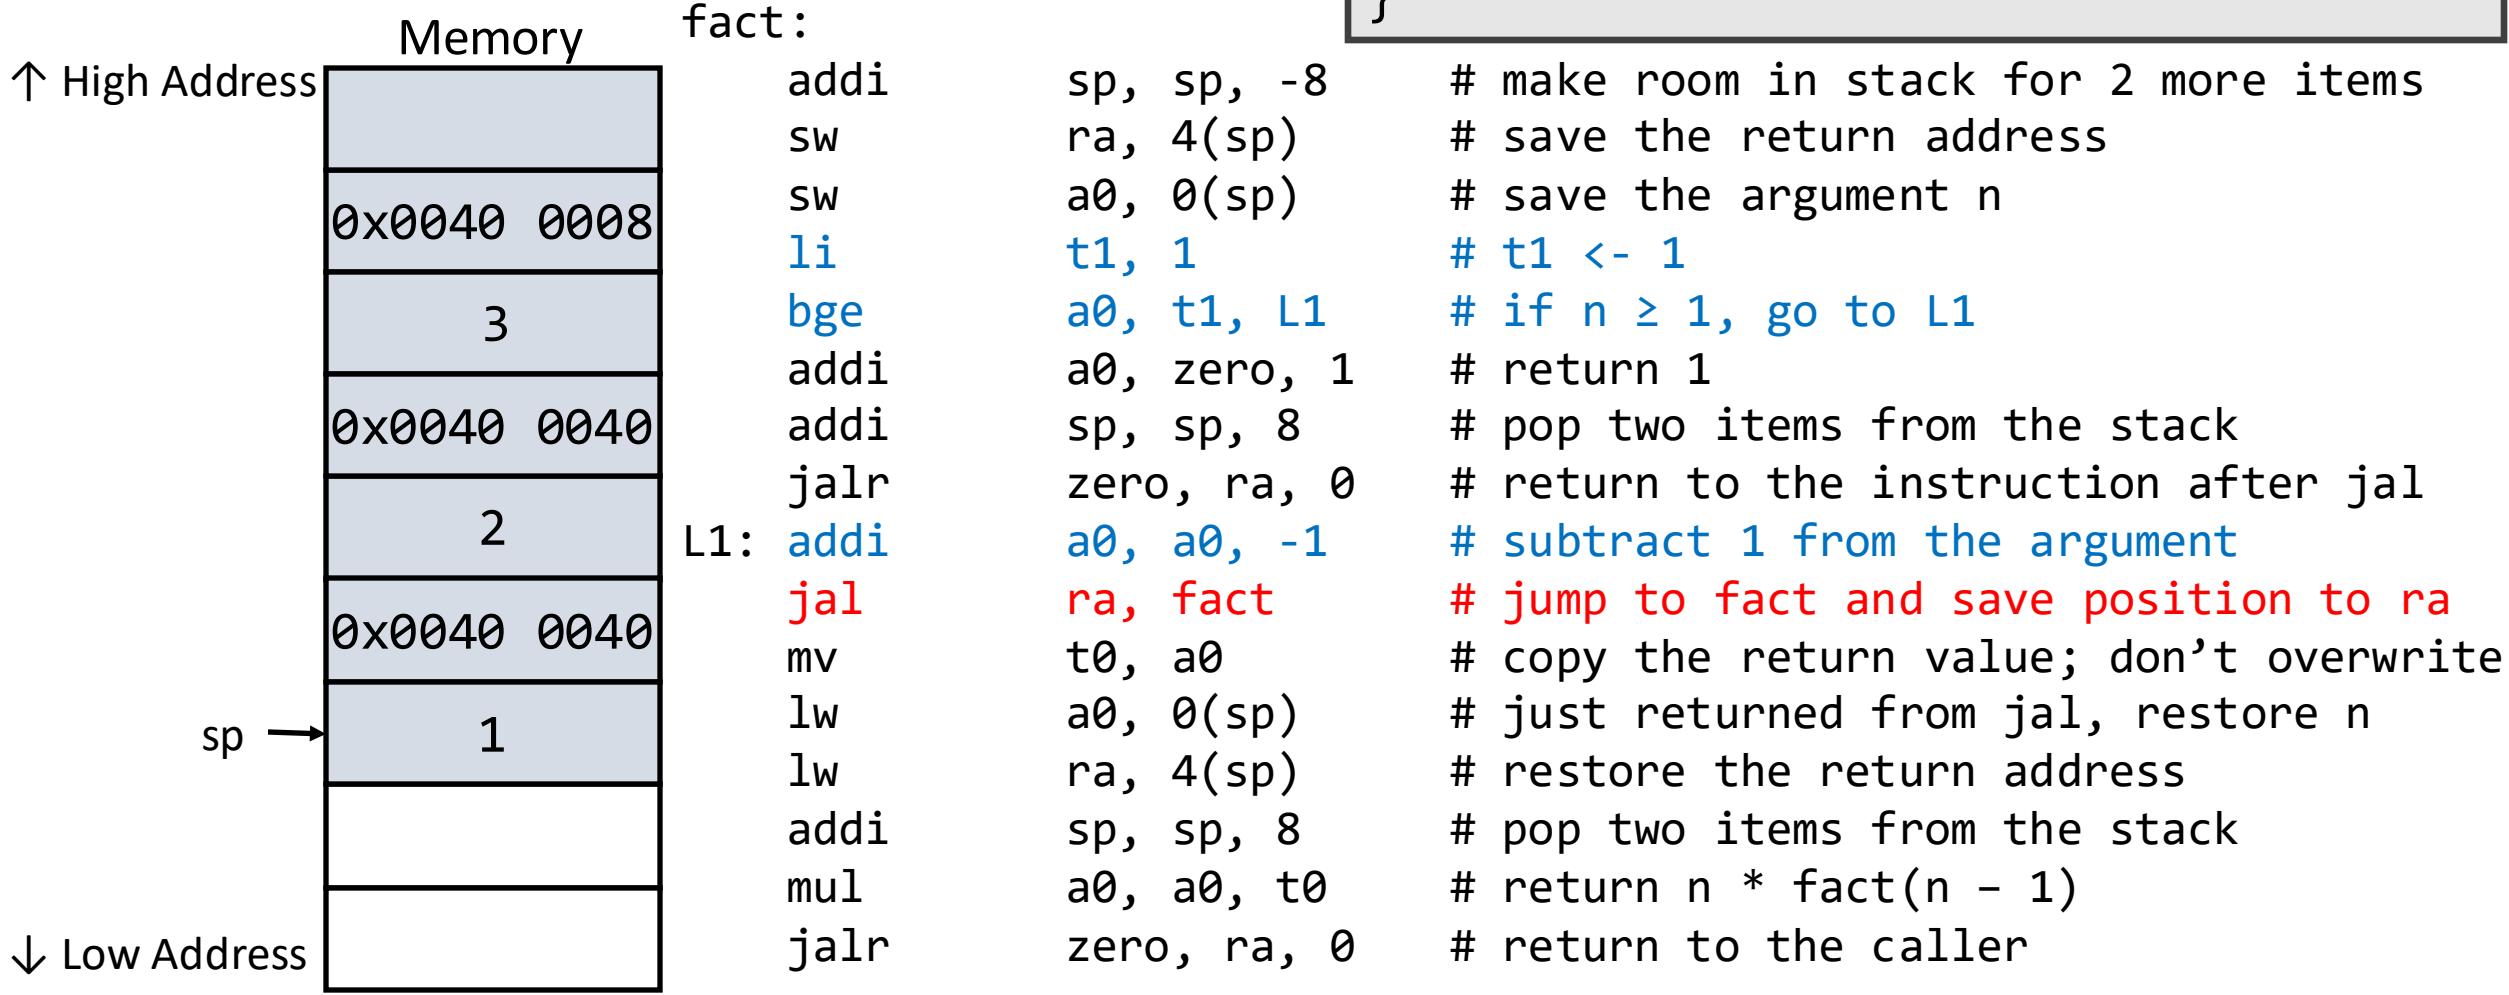 Memory
↑ High Address
0x0040 0008
3
0x0040 0040
2
0x0040 0040
sp
1
↓ Low Address
}
fact:
addi sp, sp, -8 # make room in stack for 2 more items
sw ra, 4(sp) # save the return address
sw a0, 0(sp) # save the argument n
li t1, 1 # t1 <- 1
bge a0, t1, L1 # if n ≥ 1, go to L1
addi a0, zero, 1 # return 1
addi sp, sp, 8 # pop two items from the stack
jalr zero, ra, 0 # return to the instruction after jal
L1: addi a0, a0, -1 # subtract 1 from the argument
jal ra, fact # jump to fact and save position to ra
mv t0, a0 # copy the return value; don’t overwrite
lw a0, 0(sp) # just returned from jal, restore n
lw ra, 4(sp) # restore the return address
addi sp, sp, 8 # pop two items from the stack
mul a0, a0, t0 # return n * fact(n – 1)
jalr zero, ra, 0 # return to the caller